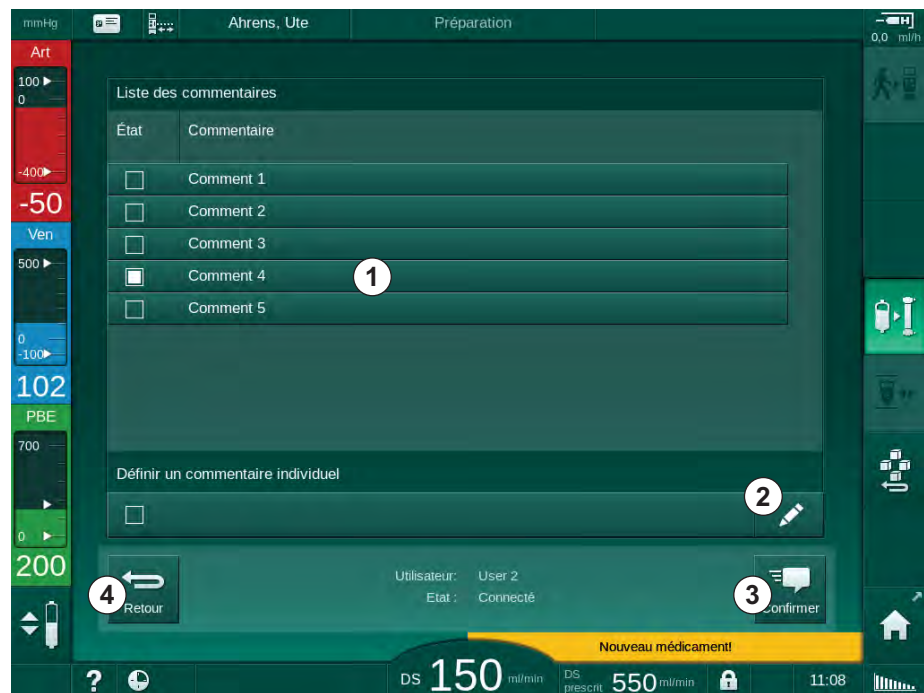 mmHg
Ahrens, Ute
Préparation
0,0 ml/h
Art
100
0
-400
-50
Ven
500
0
-100
102
PBE
700
0
200
Liste des commentaires
État Commentaire
Comment 1
Comment 2
Comment 3
Comment 4
1
Comment 5
Définir un commentaire individuel
2
4
Retour
Utilisateur: User 2
Etat : Connecté
3
Confirmer
Nouveau médicament!
? DS 150 ml/min DS prescrit 550 ml/min 11:08